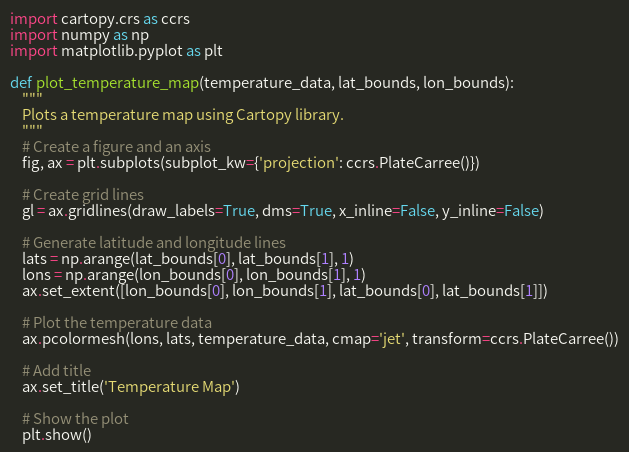 import cartopy.crs as ccrs
import numpy as np
import matplotlib.pyplot as plt

def plot_temperature_map(temperature_data, lat_bounds, lon_bounds):
    """
    Plots a temperature map using Cartopy library.
    """
    # Create a figure and an axis
    fig, ax = plt.subplots(subplot_kw={'projection': ccrs.PlateCarree()})

    # Create grid lines
    gl = ax.gridlines(draw_labels=True, dms=True, x_inline=False, y_inline=False)

    # Generate latitude and longitude lines
    lats = np.arange(lat_bounds[0], lat_bounds[1], 1)
    lons = np.arange(lon_bounds[0], lon_bounds[1], 1)
    ax.set_extent([lon_bounds[0], lon_bounds[1], lat_bounds[0], lat_bounds[1]])

    # Plot the temperature data
    ax.pcolormesh(lons, lats, temperature_data, cmap='jet', transform=ccrs.PlateCarree())

    # Add title
    ax.set_title('Temperature Map')

    # Show the plot
    plt.show()